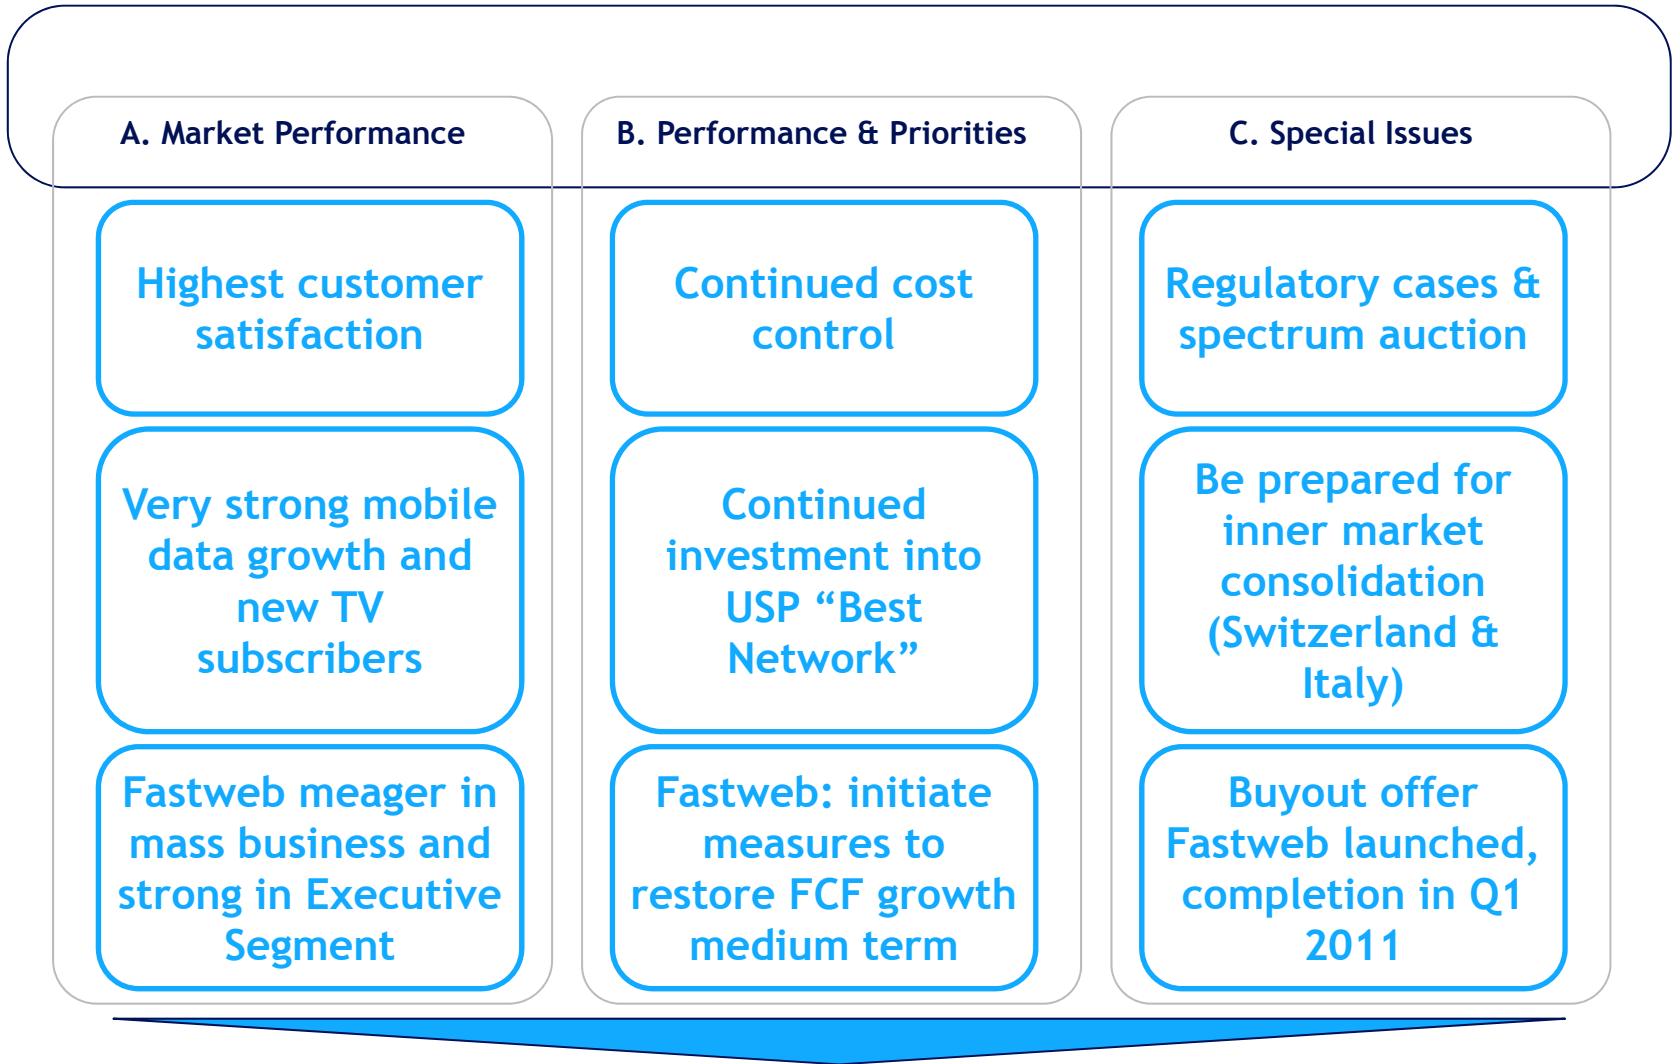 A. Market Performance
Highest customer
satisfaction
Very strong mobile
data growth and
new TV
subscribers
Fastweb meager in
mass business and
strong in Executive
Segment
B. Performance & Priorities
Continued cost
control
Continued
investment into
USP “Best
Network”
Fastweb: initiate
measures to
restore FCF growth
medium term
C. Special Issues
Regulatory cases &
spectrum auction
Be prepared for
inner market
consolidation
(Switzerland &
Italy)
Buyout offer
Fastweb launched,
completion in Q1
2011